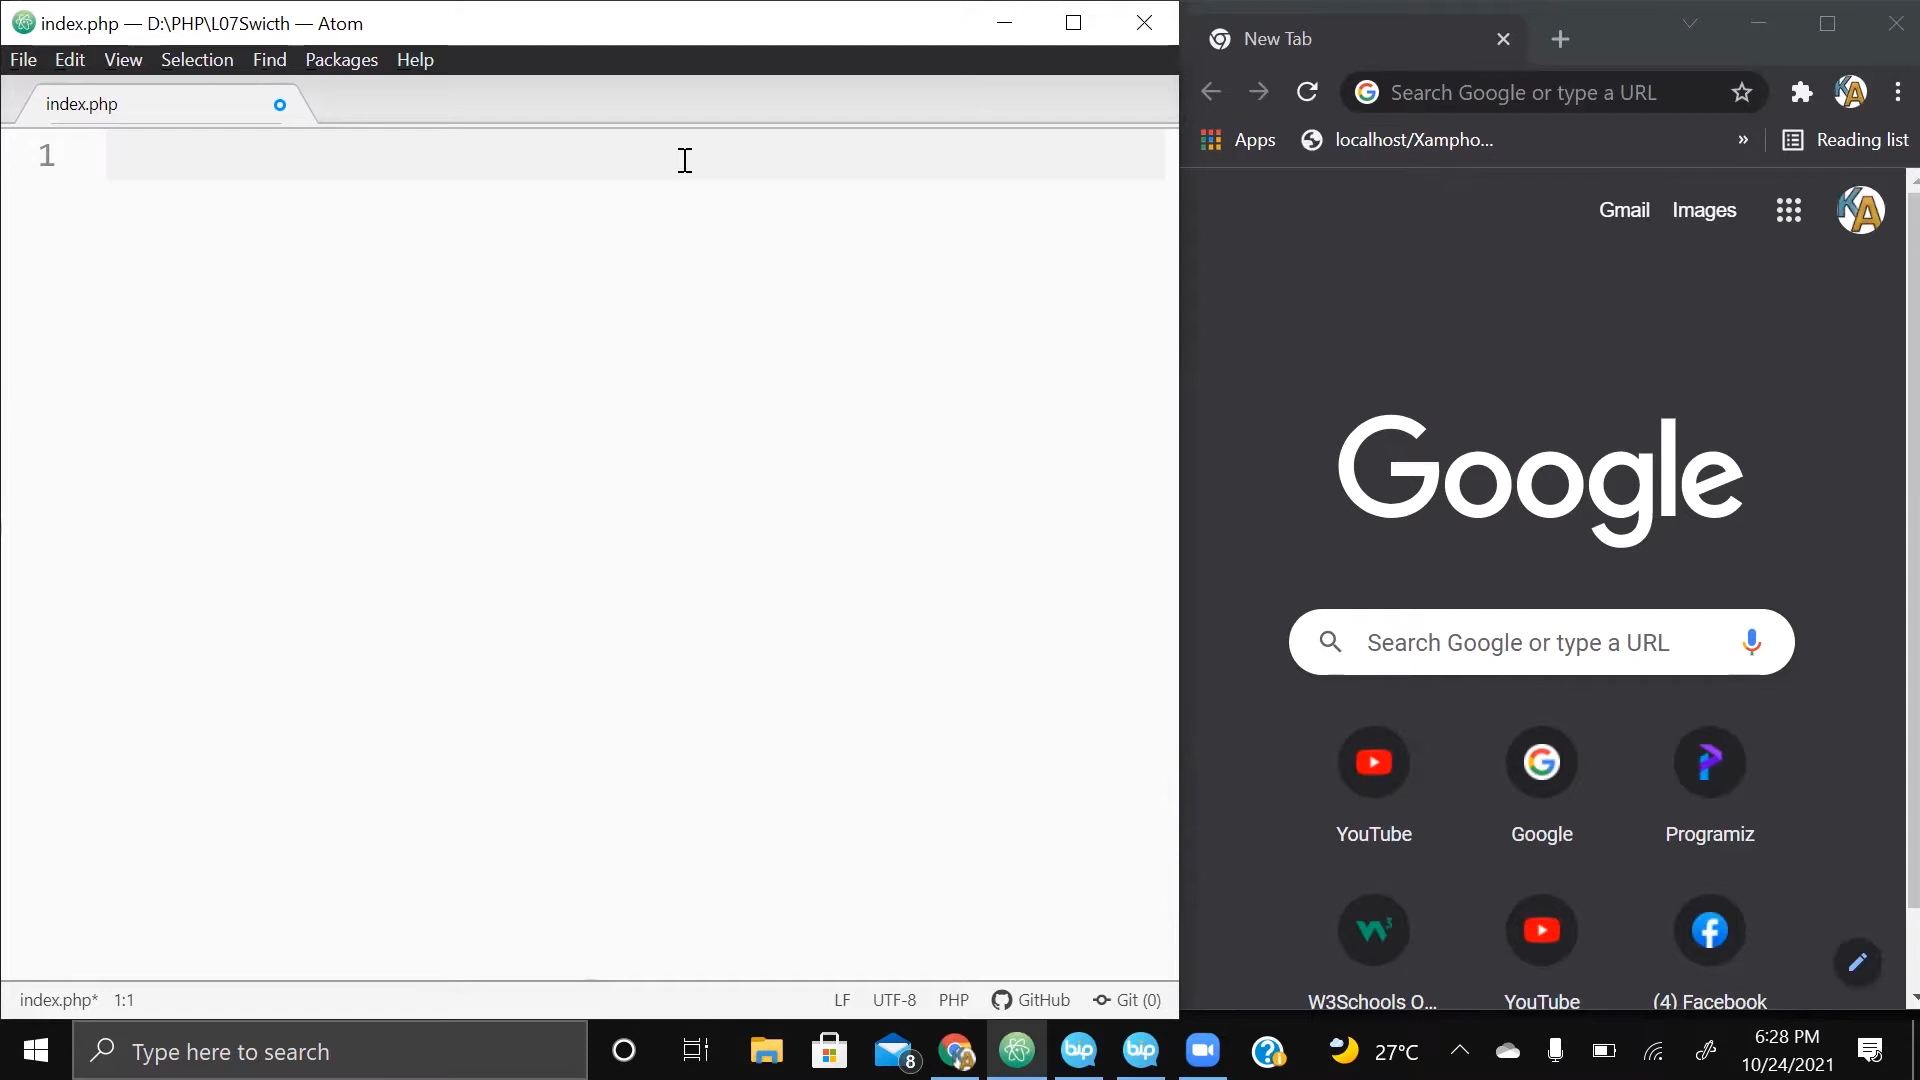 index.php — D:\PHP\L07Swicth — Atom
File Edit View Selection Find Packages Help
index.php
1
index.php* 1:1
LF UTF-8 PHP GitHub Git (0)
New Tab
Search Google or type a URL
Apps localhost/Xampho... » Reading list
Gmail Images
KA
Google
Search Google or type a URL
YouTube Google Programiz
W3Schools O... YouTube (4) Facebook
Type here to search
8
bip bip
27°C
6:28 PM
10/24/2021